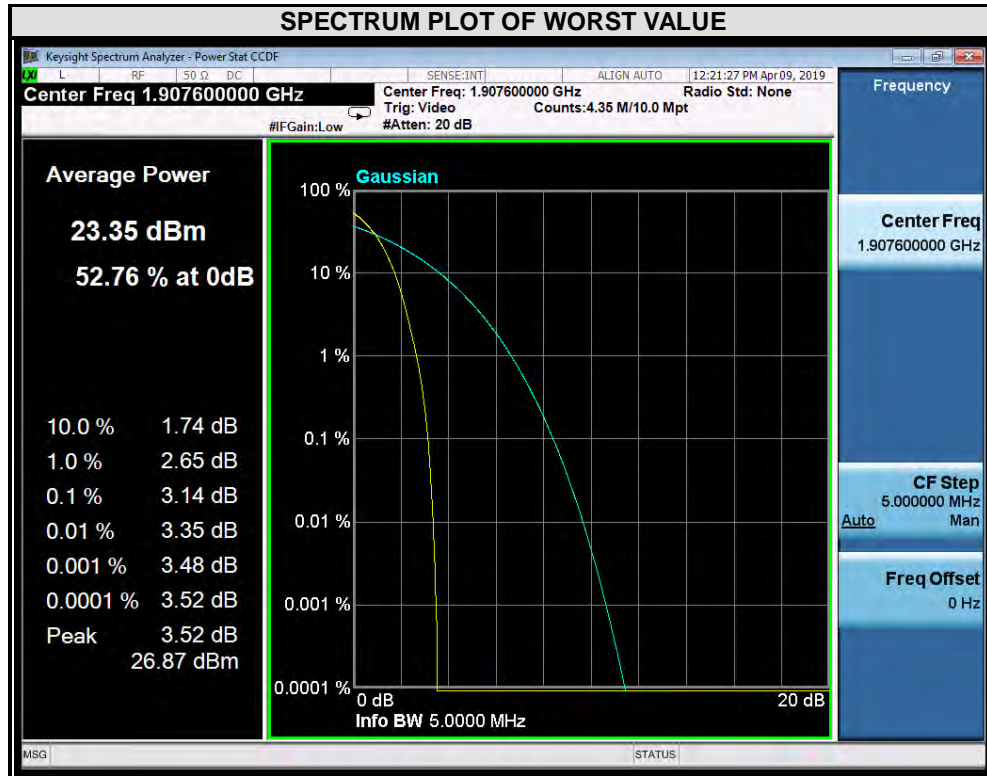 SPECTRUM PLOT OF WORST VALUE
Keysight Spectrum Analyzer - Power Stat CCDF
LXI L RF 50 Ω DC SENSE:INT ALIGN AUTO 12:21:27 PM Apr 09, 2019
Center Freq 1.907600000 GHz
Center Freq: 1.907600000 GHz Radio Std: None
Trig: Video Counts:4.35 M/10.0 Mpt
#IFGain:Low #Atten: 20 dB
Frequency
Average Power
23.35 dBm
52.76 % at 0dB
10.0 % 1.74 dB
1.0 % 2.65 dB
0.1 % 3.14 dB
0.01 % 3.35 dB
0.001 % 3.48 dB
0.0001 % 3.52 dB
Peak 3.52 dB
26.87 dBm
Gaussian
100 %
10 %
1 %
0.1 %
0.01 %
0.001 %
0.0001 %
0 dB 20 dB
Info BW 5.0000 MHz
Center Freq
1.907600000 GHz
CF Step
5.000000 MHz
Auto Man
Freq Offset
0 Hz
MSG STATUS